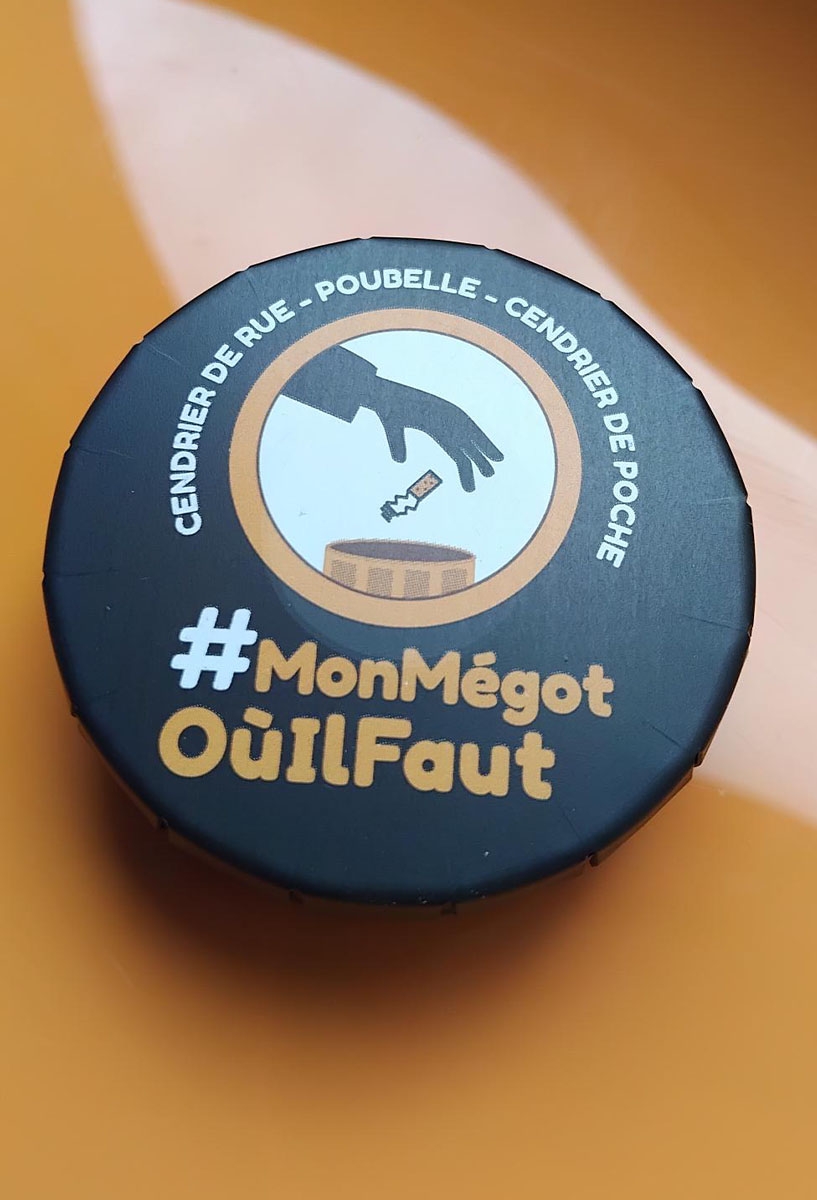 CENDRIER DE RUE - POUBELLE - CENDRIER DE POCHE
#MonMégot
OùIlFaut